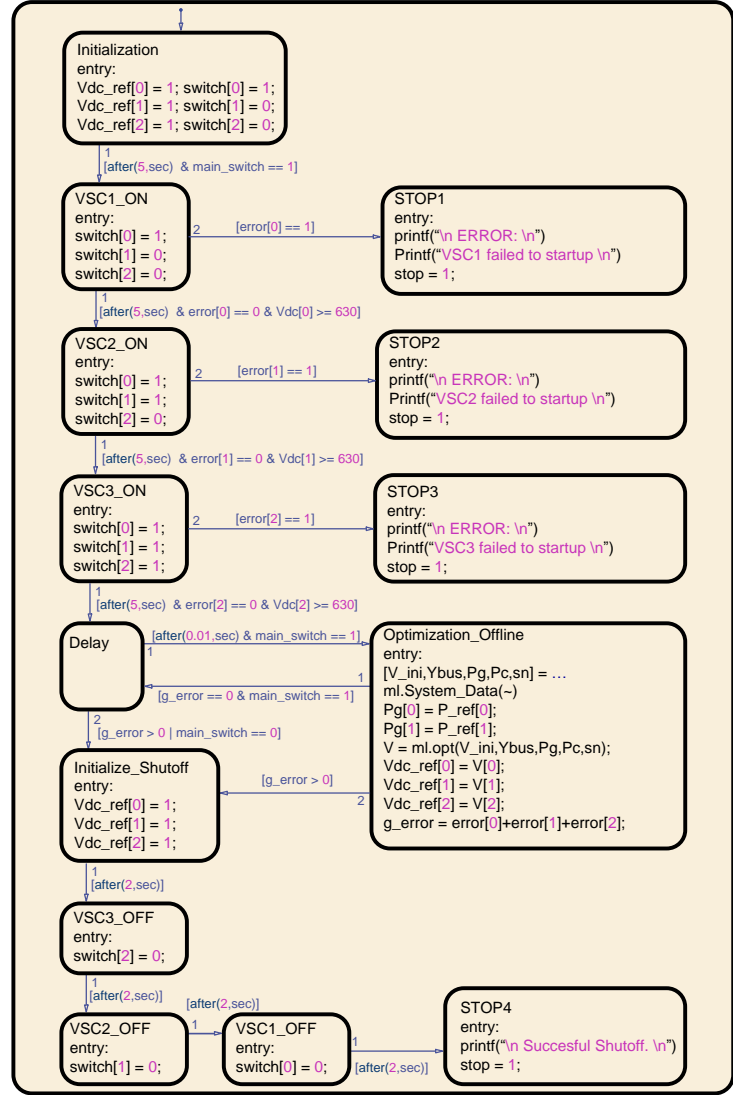 Initialization
entry:
Vdc_ref[0] = 1; switch[0] = 1;
Vdc_ref[1] = 1; switch[1] = 0;
Vdc_ref[2] = 1; switch[2] = 0;
1
[after(5,sec) & main_switch == 1]
VSC1_ON
entry:
switch[0] = 1;
switch[1] = 0;
switch[2] = 0;
2
[error[0] == 1]
STOP1
entry:
printf("\n ERROR: \n")
Printf("VSC1 failed to startup \n")
stop = 1;
1
[after(5,sec) & error[0] == 0 & Vdc[0] >= 630]
VSC2_ON
entry:
switch[0] = 1;
switch[1] = 1;
switch[2] = 0;
2
[error[1] == 1]
STOP2
entry:
printf("\n ERROR: \n")
Printf("VSC2 failed to startup \n")
stop = 1;
1
[after(5,sec) & error[1] == 0 & Vdc[1] >= 630]
VSC3_ON
entry:
switch[0] = 1;
switch[1] = 1;
switch[2] = 1;
2
[error[2] == 1]
STOP3
entry:
printf("\n ERROR: \n")
Printf("VSC3 failed to startup \n")
stop = 1;
1
[after(5,sec) & error[2] == 0 & Vdc[2] >= 630]
Delay
[after(0.01,sec) & main_switch == 1]
1
1
[g_error == 0 & main_switch == 1]
Optimization_Offline
entry:
[V_ini,Ybus,Pg,Pc,sn] = …
ml.System_Data(~)
Pg[0] = P_ref[0];
Pg[1] = P_ref[1];
V = ml.opt(V_ini,Ybus,Pg,Pc,sn);
Vdc_ref[0] = V[0];
Vdc_ref[1] = V[1];
Vdc_ref[2] = V[2];
g_error = error[0]+error[1]+error[2];
2
[g_error > 0 | main_switch == 0]
Initialize_Shutoff
entry:
Vdc_ref[0] = 1;
Vdc_ref[1] = 1;
Vdc_ref[2] = 1;
[g_error > 0]
2
1
[after(2,sec)]
VSC3_OFF
entry:
switch[2] = 0;
1
[after(2,sec)]
VSC2_OFF
entry:
switch[1] = 0;
[after(2,sec)]
1
VSC1_OFF
entry:
switch[0] = 0;
1
[after(2,sec)]
STOP4
entry:
printf("\n Succesful Shutoff. \n")
stop = 1;